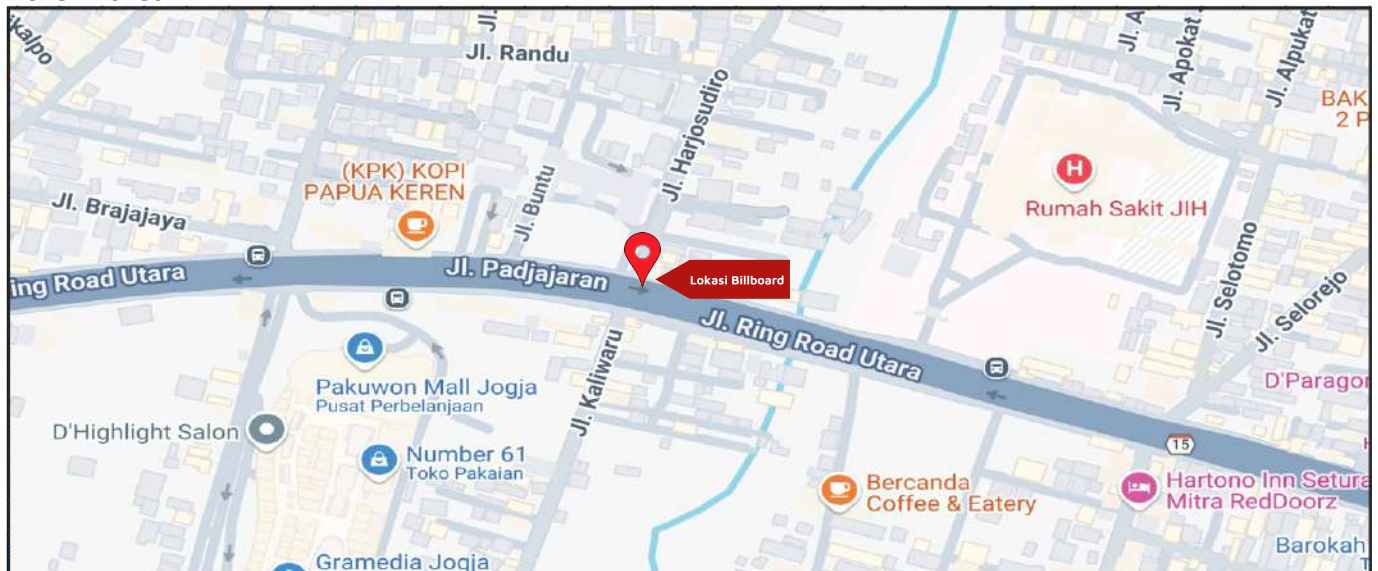 Jl. Randu
Jl. Harjosudiro
Jl. Apokat
Jl. Alpukat
BAK
2 P
(KPK) KOPI
PAPUA KEREN
Jl. Buntu
Jl. Brajajaya
H
Rumah Sakit JIH
Jl. Selotomo
Jl. Selorejo
ing Road Utara
Jl. Padjajaran
Lokasi Billboard
Jl. Ring Road Utara
Pakuwon Mall Jogja
Pusat Perbelanjaan
Jl. Kaliwaru
D'Paragon
D'Highlight Salon
Number 61
Toko Pakaian
15
Bercanda
Coffee & Eatery
Hartono Inn Setura
Mitra RedDoorz
Gramedia Jogja
Barokah